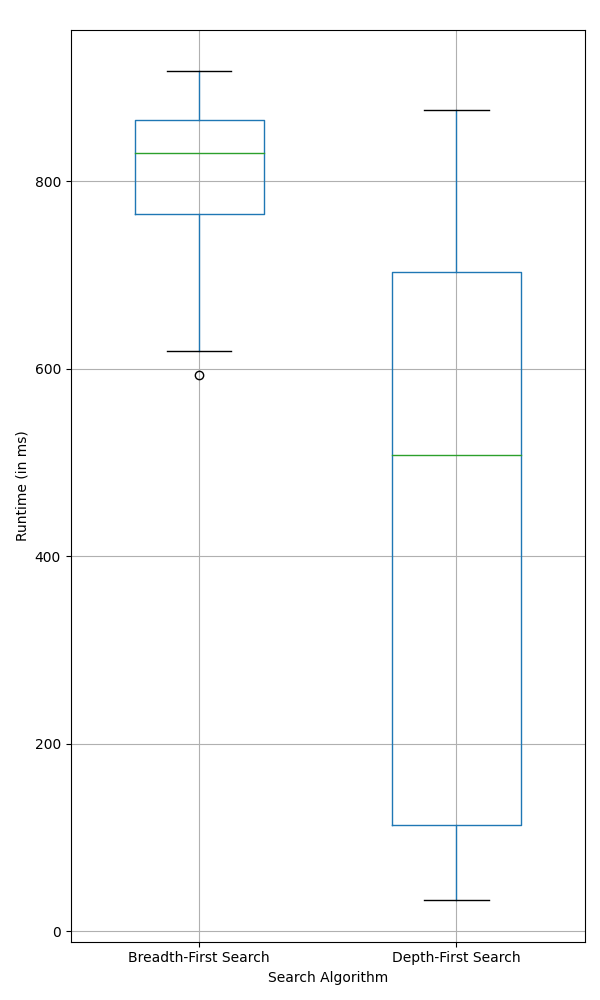 800
600
400
200
0
Runtime (in ms)
Breadth-First Search
Depth-First Search
Search Algorithm